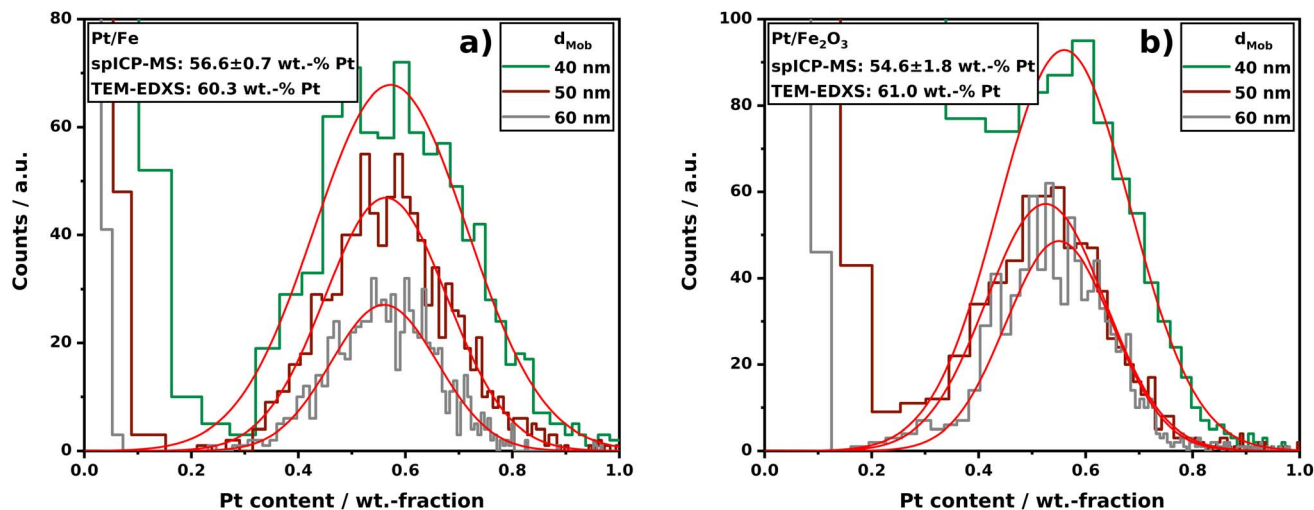 Pt/Fe
spICP-MS: 56.6±0.7 wt.-% Pt
TEM-EDXS: 60.3 wt.-% Pt
a)
d_Mob
40 nm
50 nm
60 nm
80
60
40
20
0
Counts / a.u.
0.0 0.2 0.4 0.6 0.8 1.0
Pt content / wt.-fraction
Pt/Fe₂O₃
spICP-MS: 54.6±1.8 wt.-% Pt
TEM-EDXS: 61.0 wt.-% Pt
b)
d_Mob
40 nm
50 nm
60 nm
100
80
60
40
20
0
Counts / a.u.
0.0 0.2 0.4 0.6 0.8 1.0
Pt content / wt.-fraction